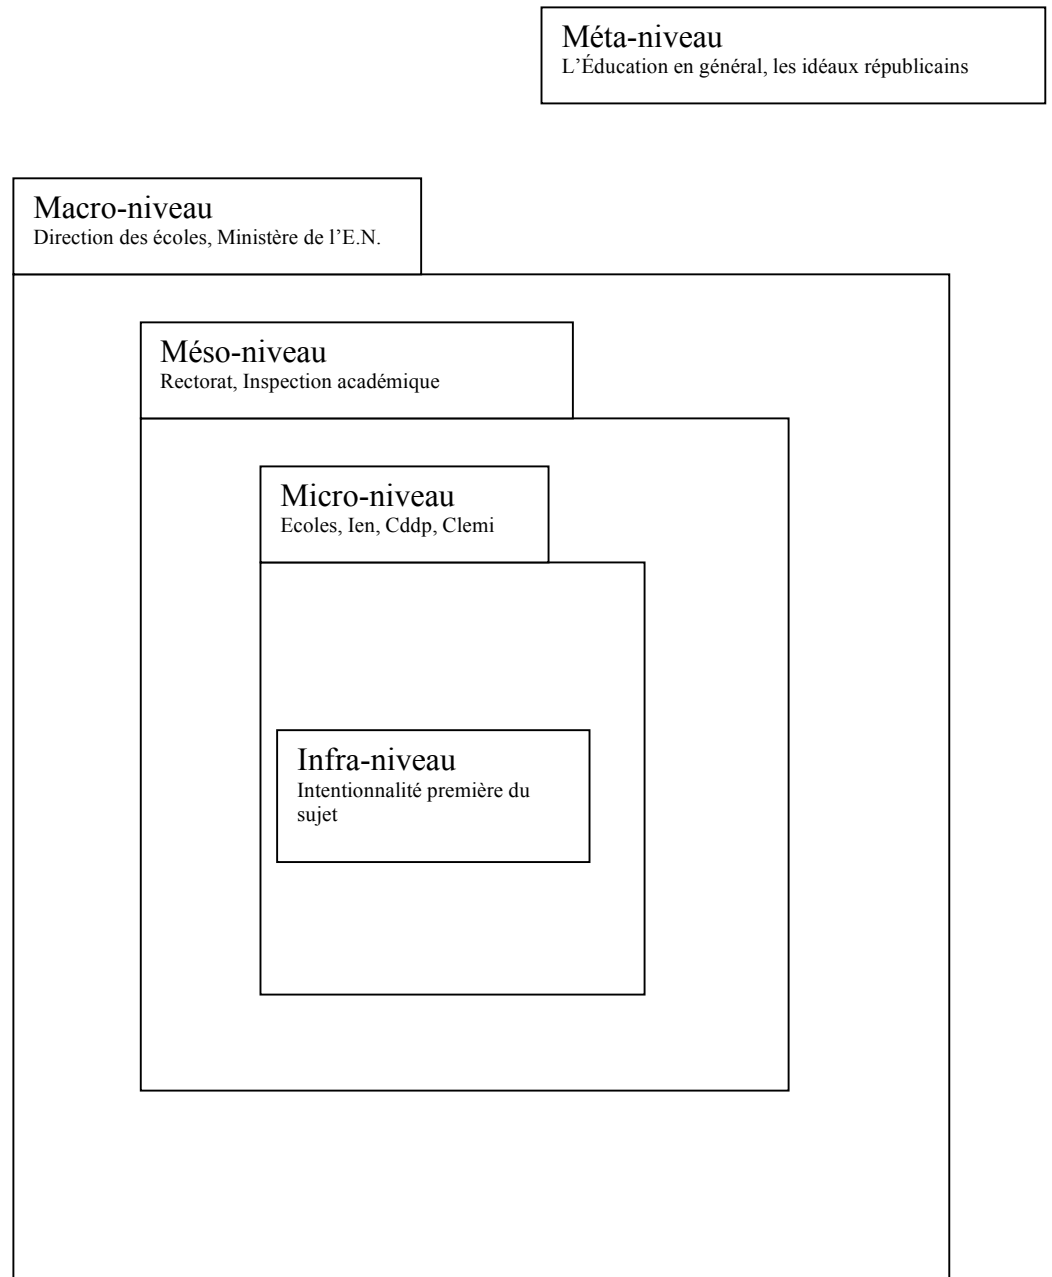 Méta-niveau
L’Éducation en général, les idéaux républicains
Macro-niveau
Direction des écoles, Ministère de l’E.N.
Méso-niveau
Rectorat, Inspection académique
Micro-niveau
Ecoles, Ien, Cddp, Clemi
Infra-niveau
Intentionnalité première du
sujet